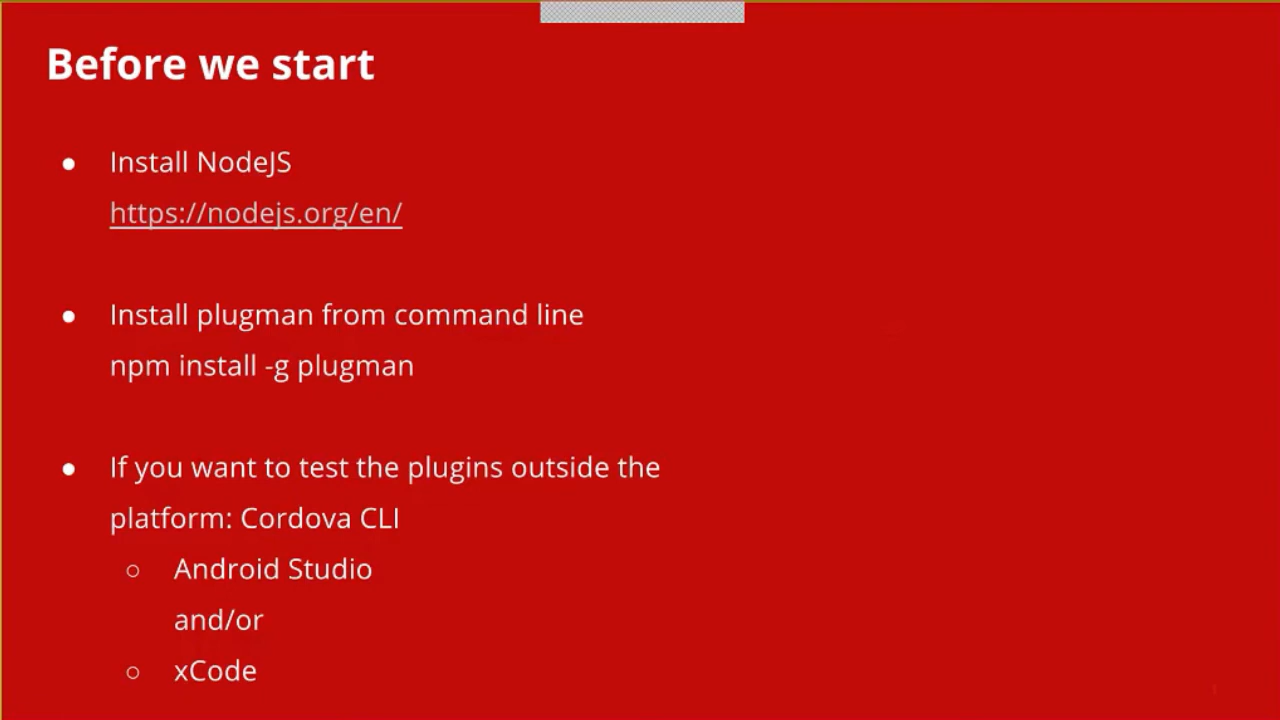 Before we start
● Install NodeJS
https://nodejs.org/en/
● Install plugman from command line
npm install -g plugman
● If you want to test the plugins outside the
platform: Cordova CLI
○ Android Studio
and/or
○ xCode